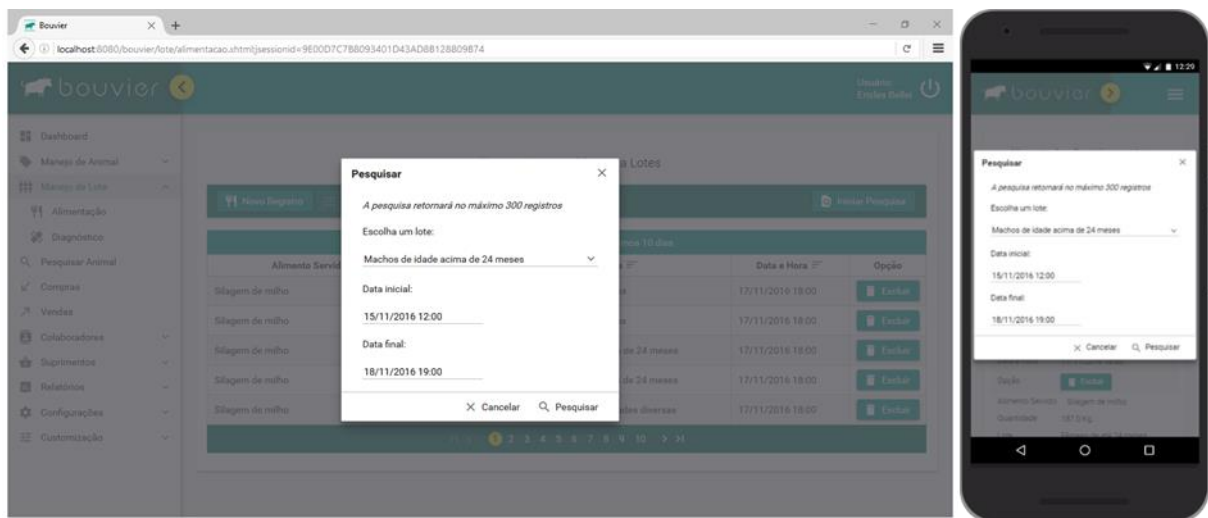 Bouvier
localhost:8080/bouvier/lote/alimentacao.xhtml;jsessionid=9E00D7C7B8093401D43AD8B128809874
bouvier
Usuário:
Dashboard
Manejo de Animal
Manejo de Lote
Alimentação
Diagnóstico
Pesquisar Animal
Compras
Vendas
Colaboradores
Suprimentos
Relatórios
Configurações
Customização
a Lotes
Novo Registro
Iniciar Pesquisa
10 dias
Alimento Servid
Data e Hora
Opção
Silagem de milho
17/11/2016 18:00
Excluir
Silagem de milho
17/11/2016 18:00
Excluir
Silagem de milho
de 24 meses
17/11/2016 18:00
Excluir
Silagem de milho
de 24 meses
17/11/2016 18:00
Excluir
Silagem de milho
diversas
17/11/2016 18:00
Excluir
1 2 3 4 5 6 7 8 9 10
Pesquisar
A pesquisa retornará no máximo 300 registros
Escolha um lote:
Machos de idade acima de 24 meses
Data inicial:
15/11/2016 12:00
Data final:
18/11/2016 19:00
Cancelar
Pesquisar
12:29
bouvier
Pesquisar
A pesquisa retornará no máximo 300 registros
Escolha um lote:
Machos de idade acima de 24 meses
Data inicial:
15/11/2016 12:00
Data final:
18/11/2016 19:00
Cancelar
Pesquisar
Opção
Excluir
Alimento Servido
Silagem de milho
Quantidade
187.0 Kg